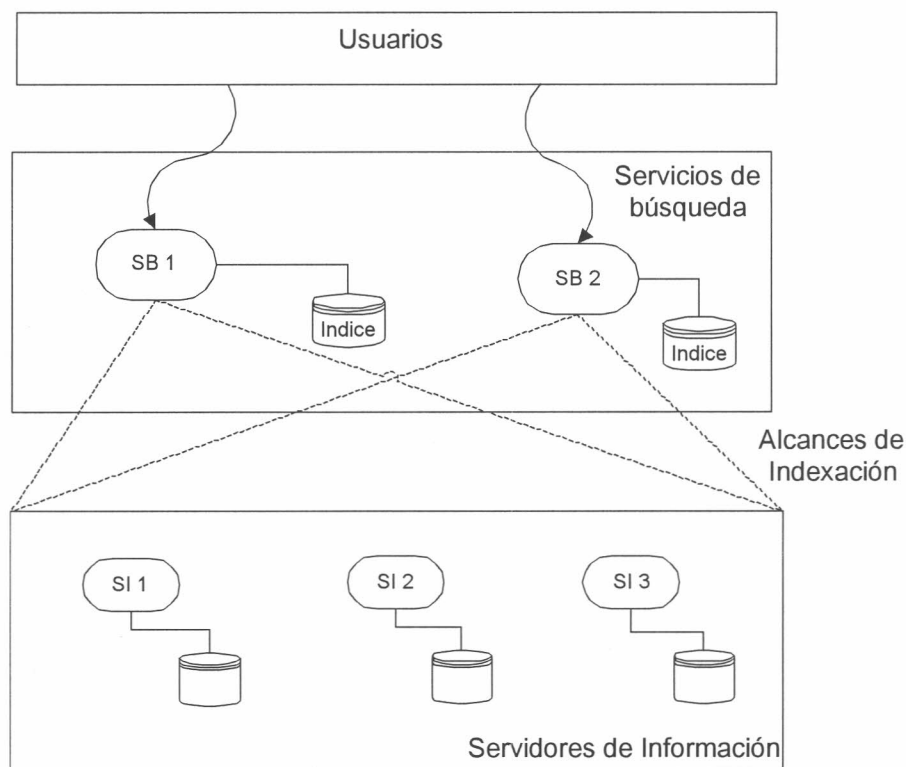 Usuarios
Servicios de
búsqueda
SB 1
SB 2
Indice
Indice
Alcances de
Indexación
SI 1
SI 2
SI 3
Servidores de Información